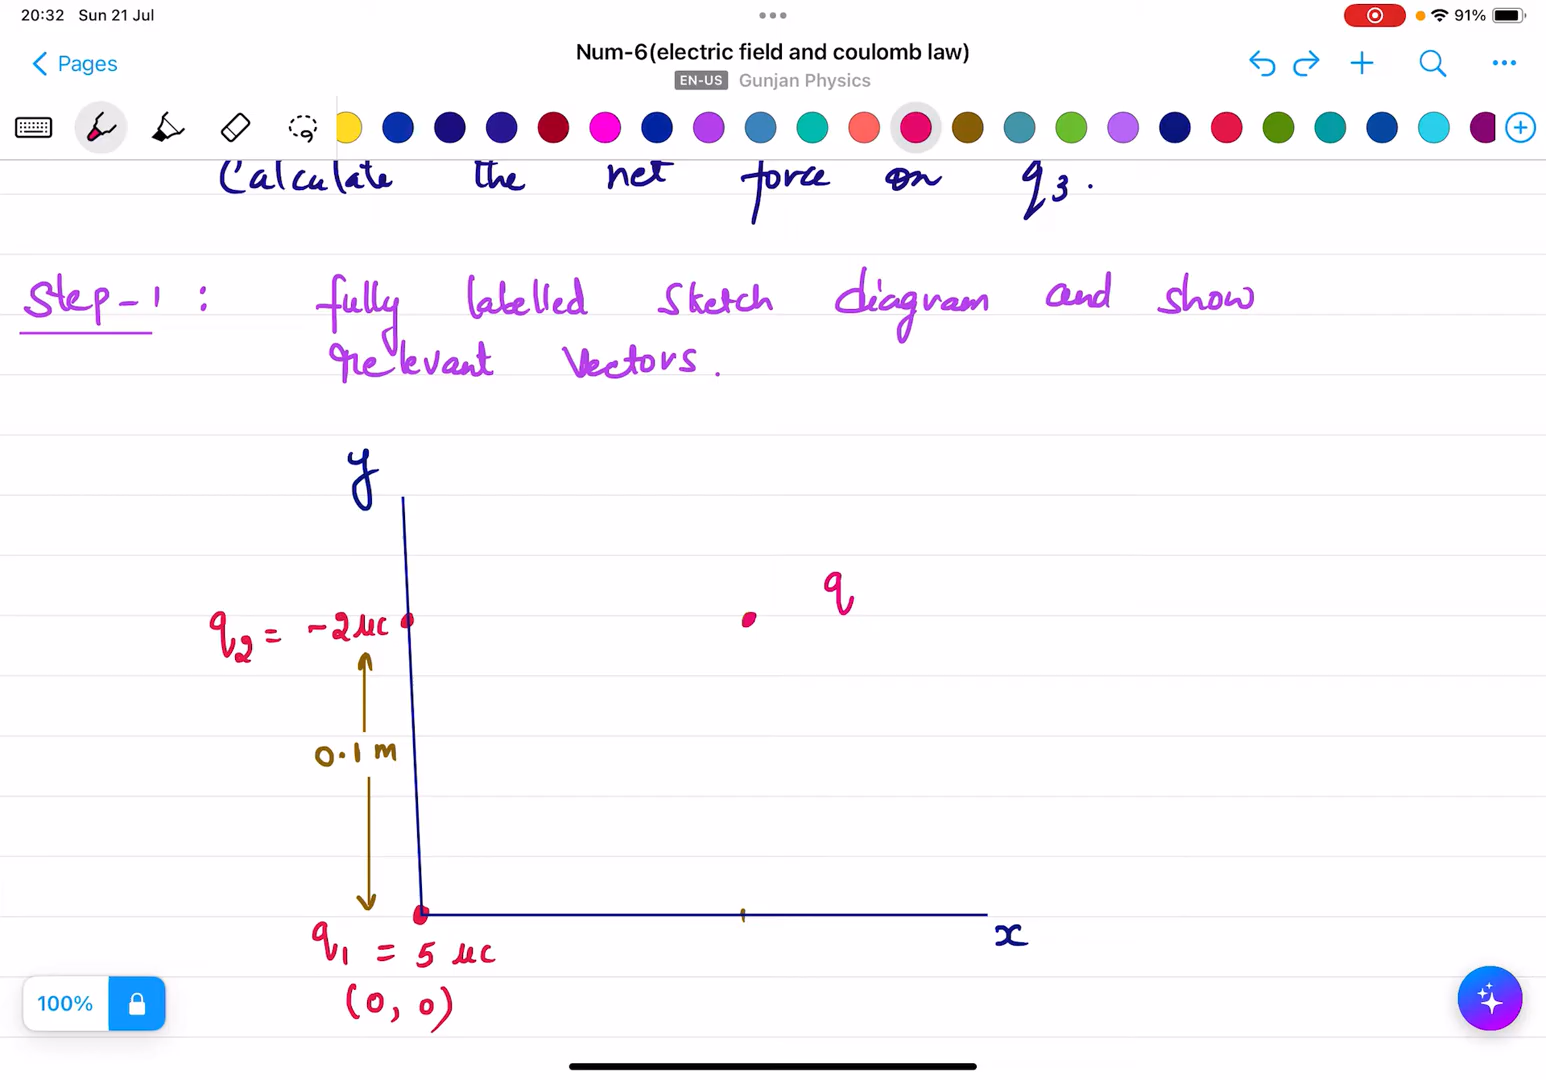 20:32 Sun 21 Jul
91%
Pages
Num-6(electric field and coulomb law)
EN-US Gunjan Physics
Calculate the net force on q3.
Step-1 : fully labelled sketch diagram and show
relevant vectors.
y
q
q2 = -2μc
0.1 m
x
q1 = 5 μc
(0, 0)
100%